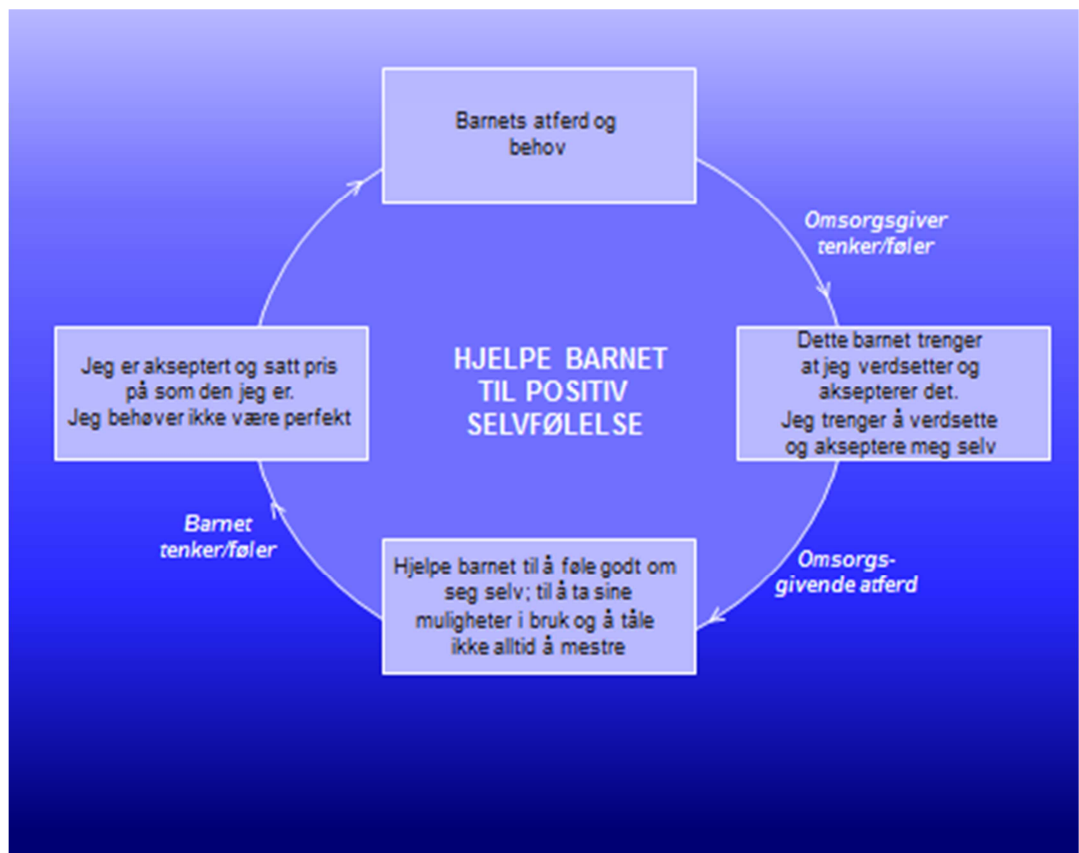 Barnets atferd og
behov
Omsorgsgiver
tenker/føler
Dette barnet trenger
at jeg verdsetter og
aksepterer det.
Jeg trenger å verdsette
og akseptere meg selv
HJELPE BARNET
TIL POSITIV
SELVFØLELSE
Jeg er akseptert og satt pris
på som den jeg er.
Jeg behøver ikke være perfekt
Barnet
tenker/føler
Omsorgs-
givende atferd
Hjelpe barnet til å føle godt om
seg selv; til å ta sine
muligheter i bruk og å tåle
ikke alltid å mestre